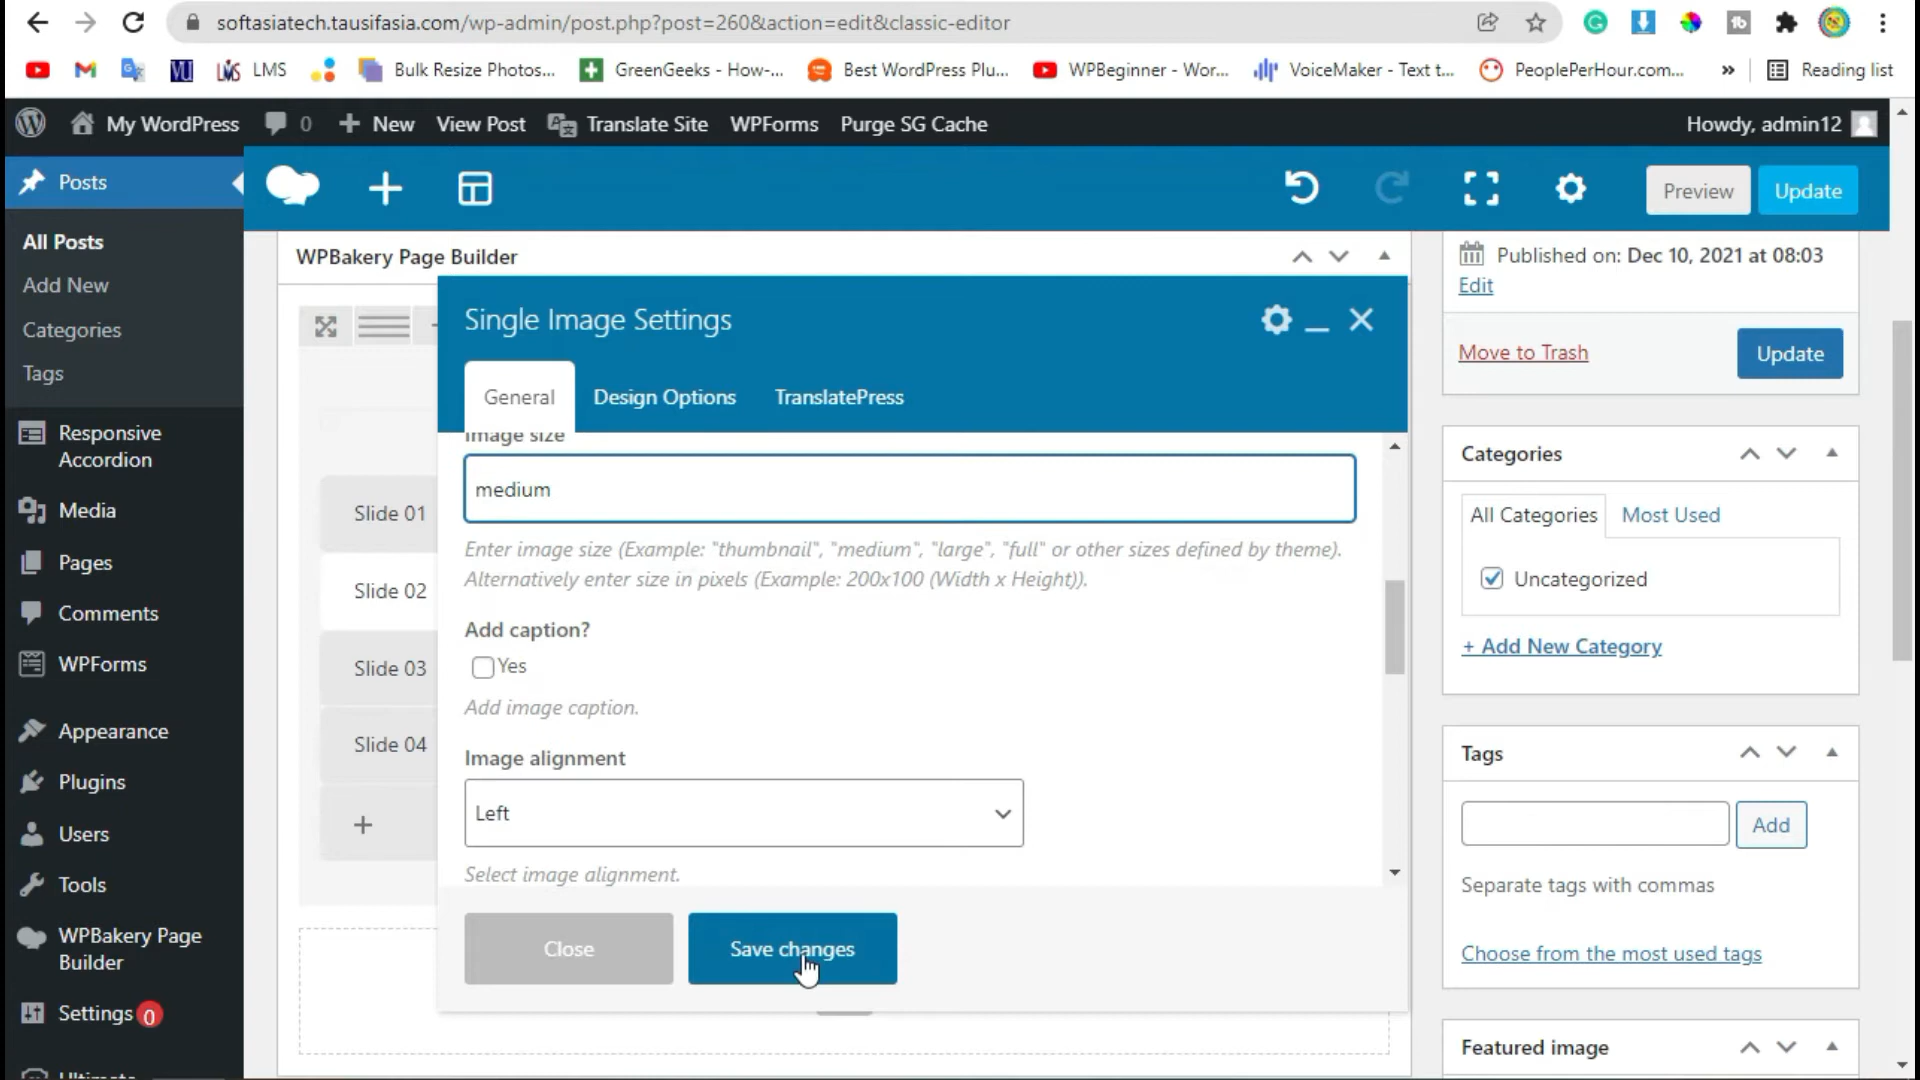 softasiatech.tausifasia.com/wp-admin/post.php?post=260&action=edit&classic-editor
LMS
Bulk Resize Photos...
GreenGeeks - How-...
Best WordPress Plu...
WPBeginner - Wor...
VoiceMaker - Text t...
PeoplePerHour.com...
»
Reading list
My WordPress
0
New
View Post
Translate Site
WPForms
Purge SG Cache
Howdy, admin12
Posts
All Posts
Add New
Categories
Tags
Responsive
Accordion
Media
Pages
Comments
WPForms
Appearance
Plugins
Users
Tools
WPBakery Page
Builder
Settings 0
Ultimate
Preview
Update
WPBakery Page Builder
Slide 01
Slide 02
Slide 03
Slide 04
Single Image Settings
General
Design Options
TranslatePress
Image size
medium
Enter image size (Example: "thumbnail", "medium", "large", "full" or other sizes defined by theme).
Alternatively enter size in pixels (Example: 200x100 (Width x Height)).
Add caption?
Yes
Add image caption.
Image alignment
Left
Select image alignment.
Close
Save changes
Published on: Dec 10, 2021 at 08:03
Edit
Move to Trash
Update
Categories
All Categories
Most Used
Uncategorized
+ Add New Category
Tags
Add
Separate tags with commas
Choose from the most used tags
Featured image